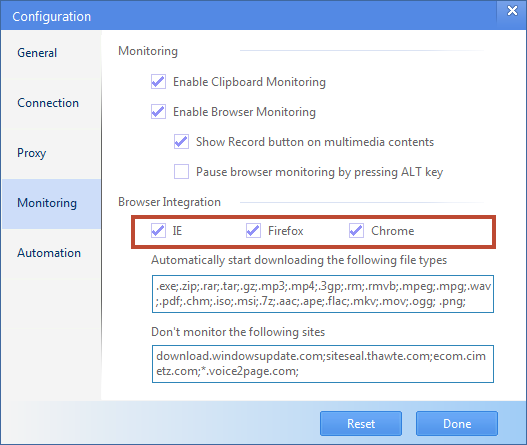 Configuration
General
Connection
Proxy
Monitoring
Automation
Monitoring
Enable Clipboard Monitoring
Enable Browser Monitoring
Show Record button on multimedia contents
Pause browser monitoring by pressing ALT key
Browser Integration
IE Firefox Chrome
Automatically start downloading the following file types
.exe;.zip;.rar;.tar;.gz;.mp3;.mp4;.3gp;.rm;.rmvb;.mpeg;.mpg;.wav
;.pdf;.chm;.iso;.msi;.7z;.aac;.ape;.flac;.mkv;.mov;.ogg; .png;
Don't monitor the following sites
download.windowsupdate.com;siteseal.thawte.com;ecom.cim
etz.com;*.voice2page.com;
Reset Done